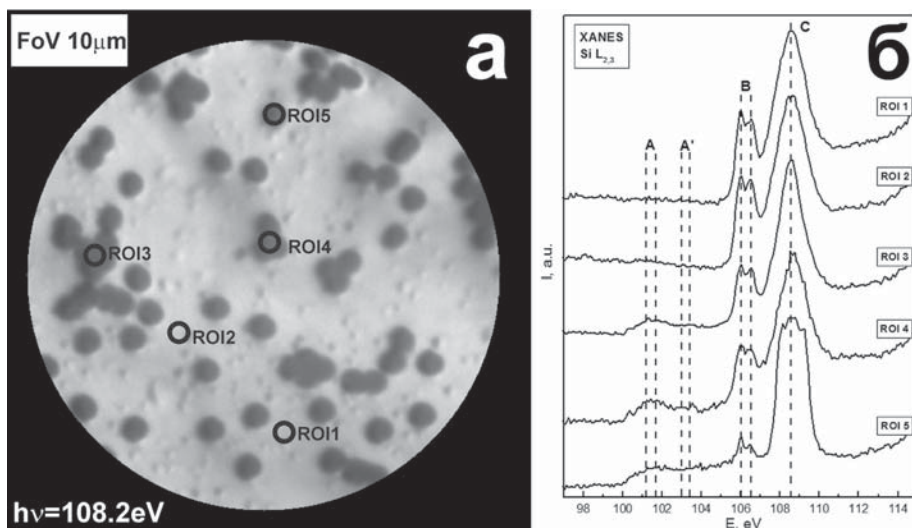 FoV 10μm
а
ROI5
ROI4
ROI3
ROI2
ROI1
hν=108.2eV
XANES
Si L2,3
б
A
A'
B
C
ROI 1
ROI 2
ROI 3
ROI 4
ROI 5
I, a.u.
98 100 102 104 106 108 110 112 114
E, eV